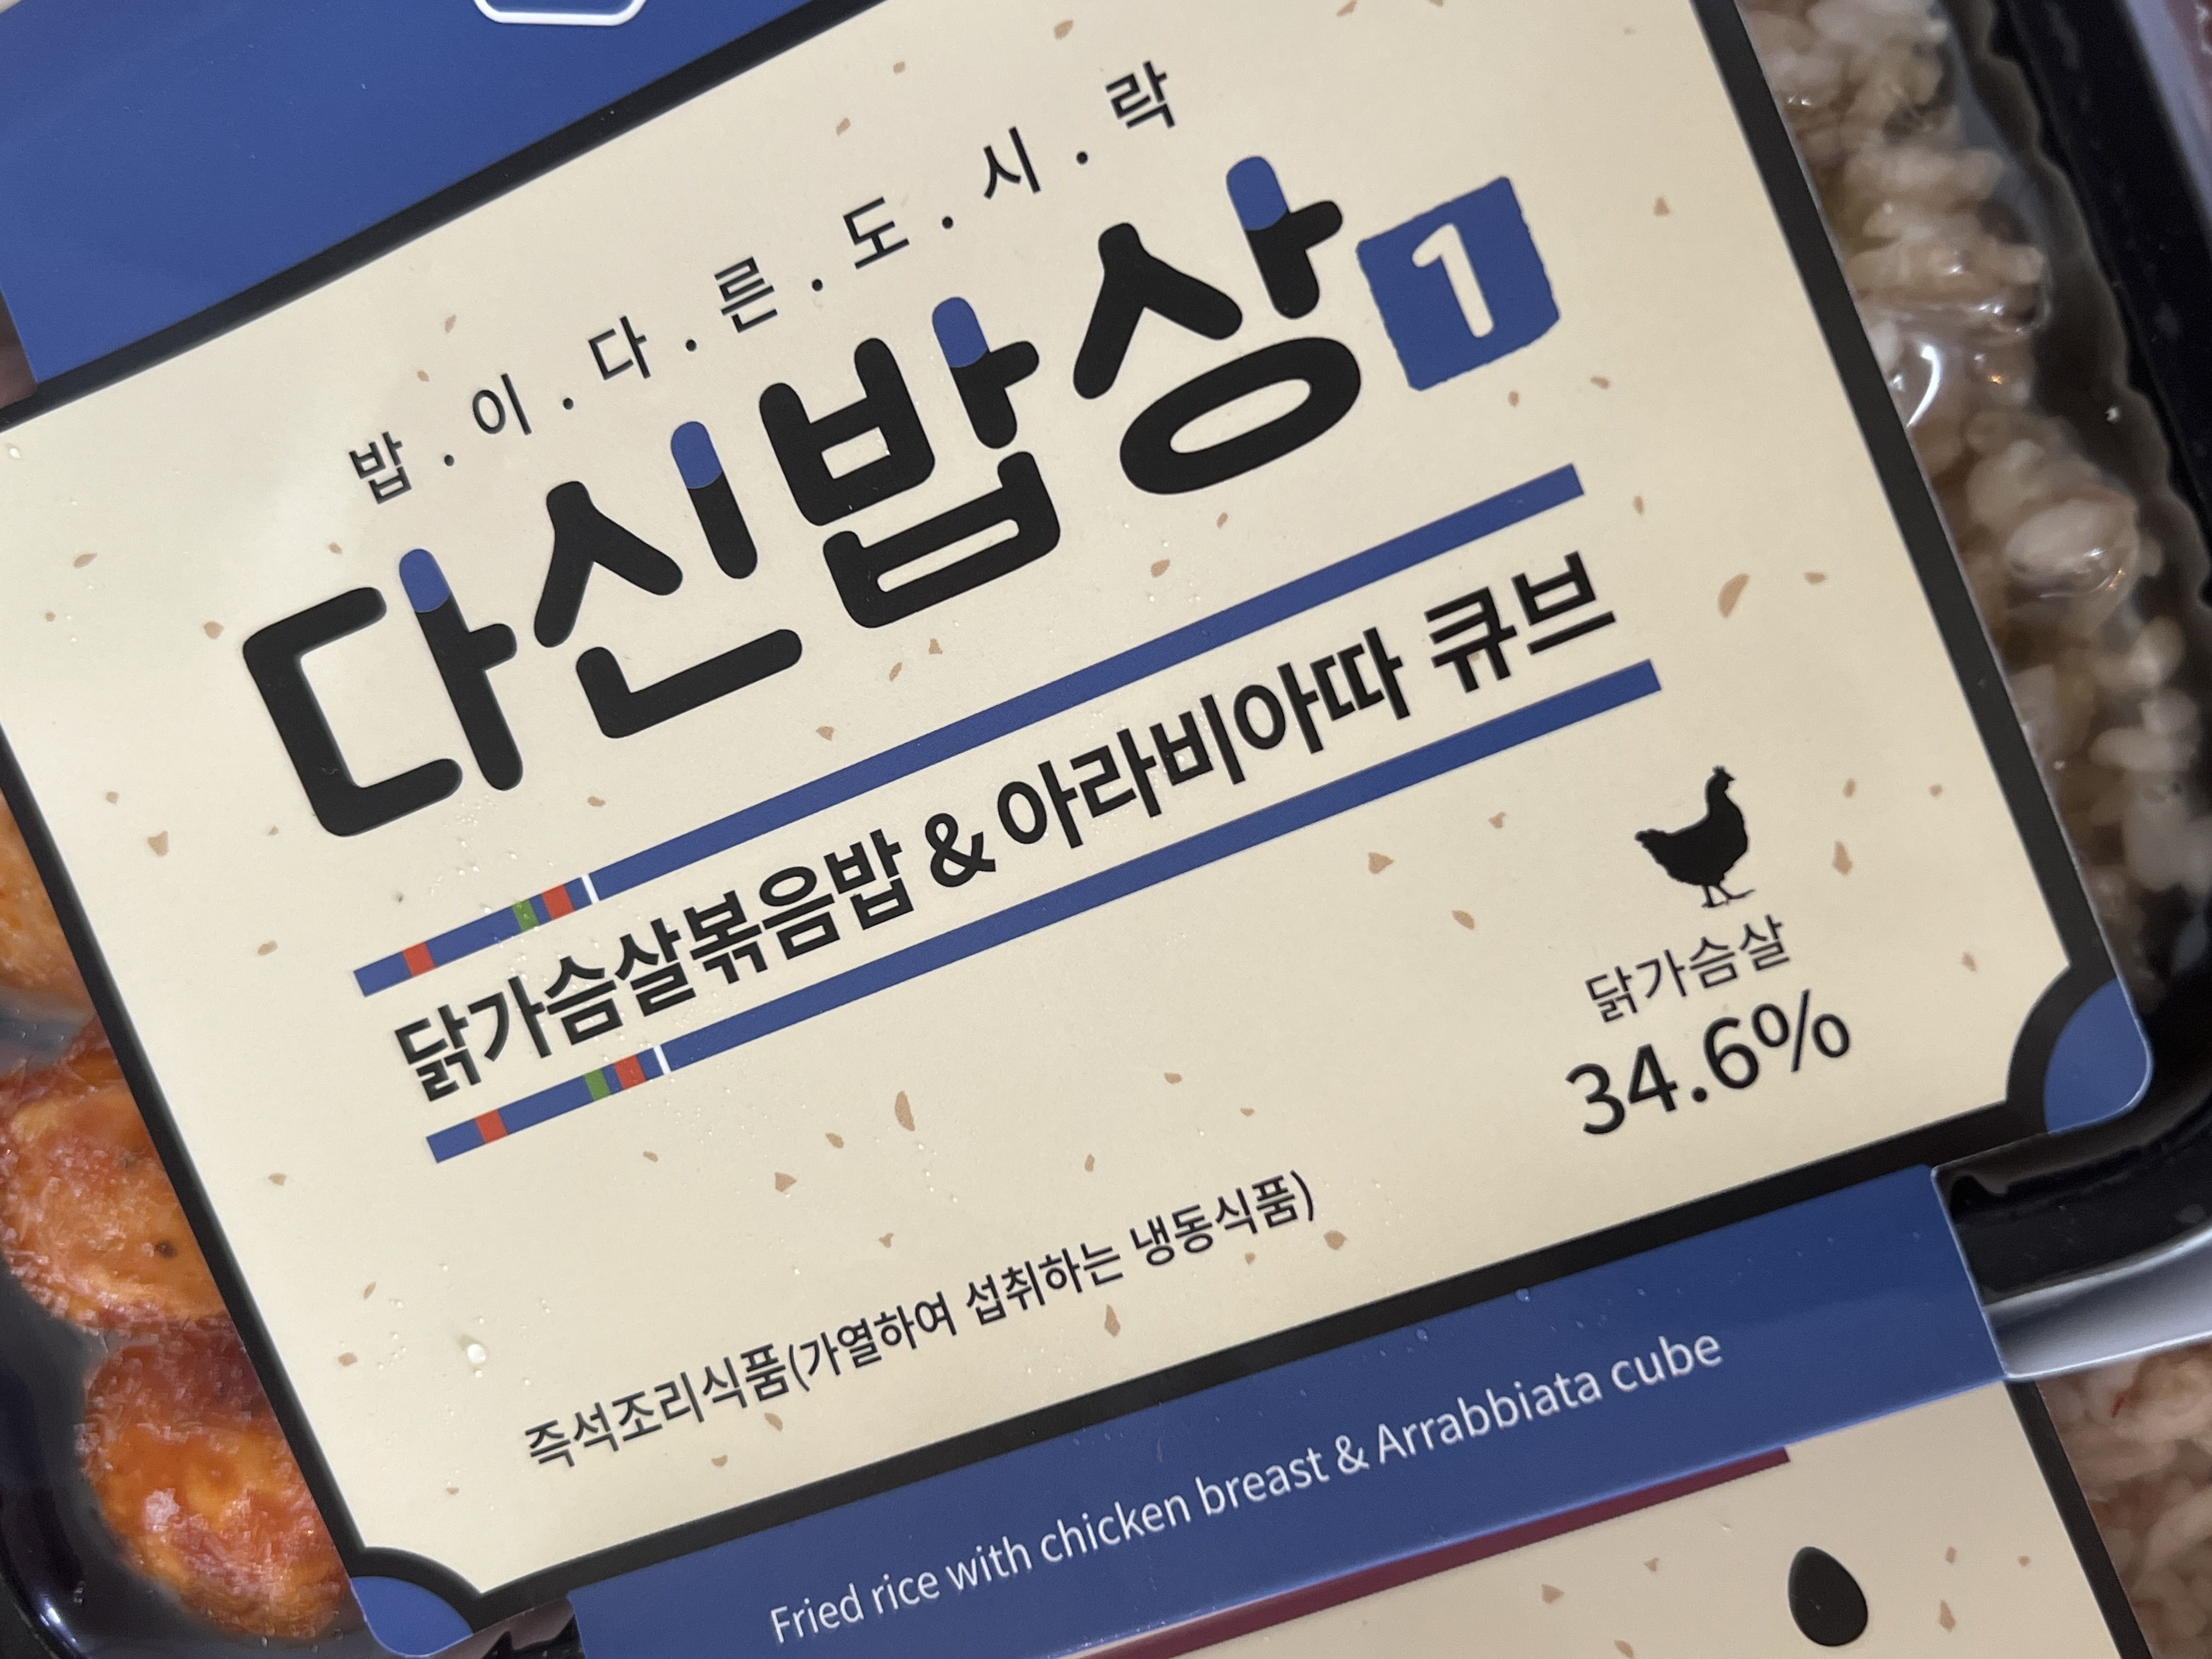 밥.이.다.른.도.시.락
다신밥상 1
닭가슴살볶음밥 & 아라비아따 큐브
닭가슴살
34.6%
즉석조리식품(가열하여 섭취하는 냉동식품)
Fried rice with chicken breast & Arrabbiata cube